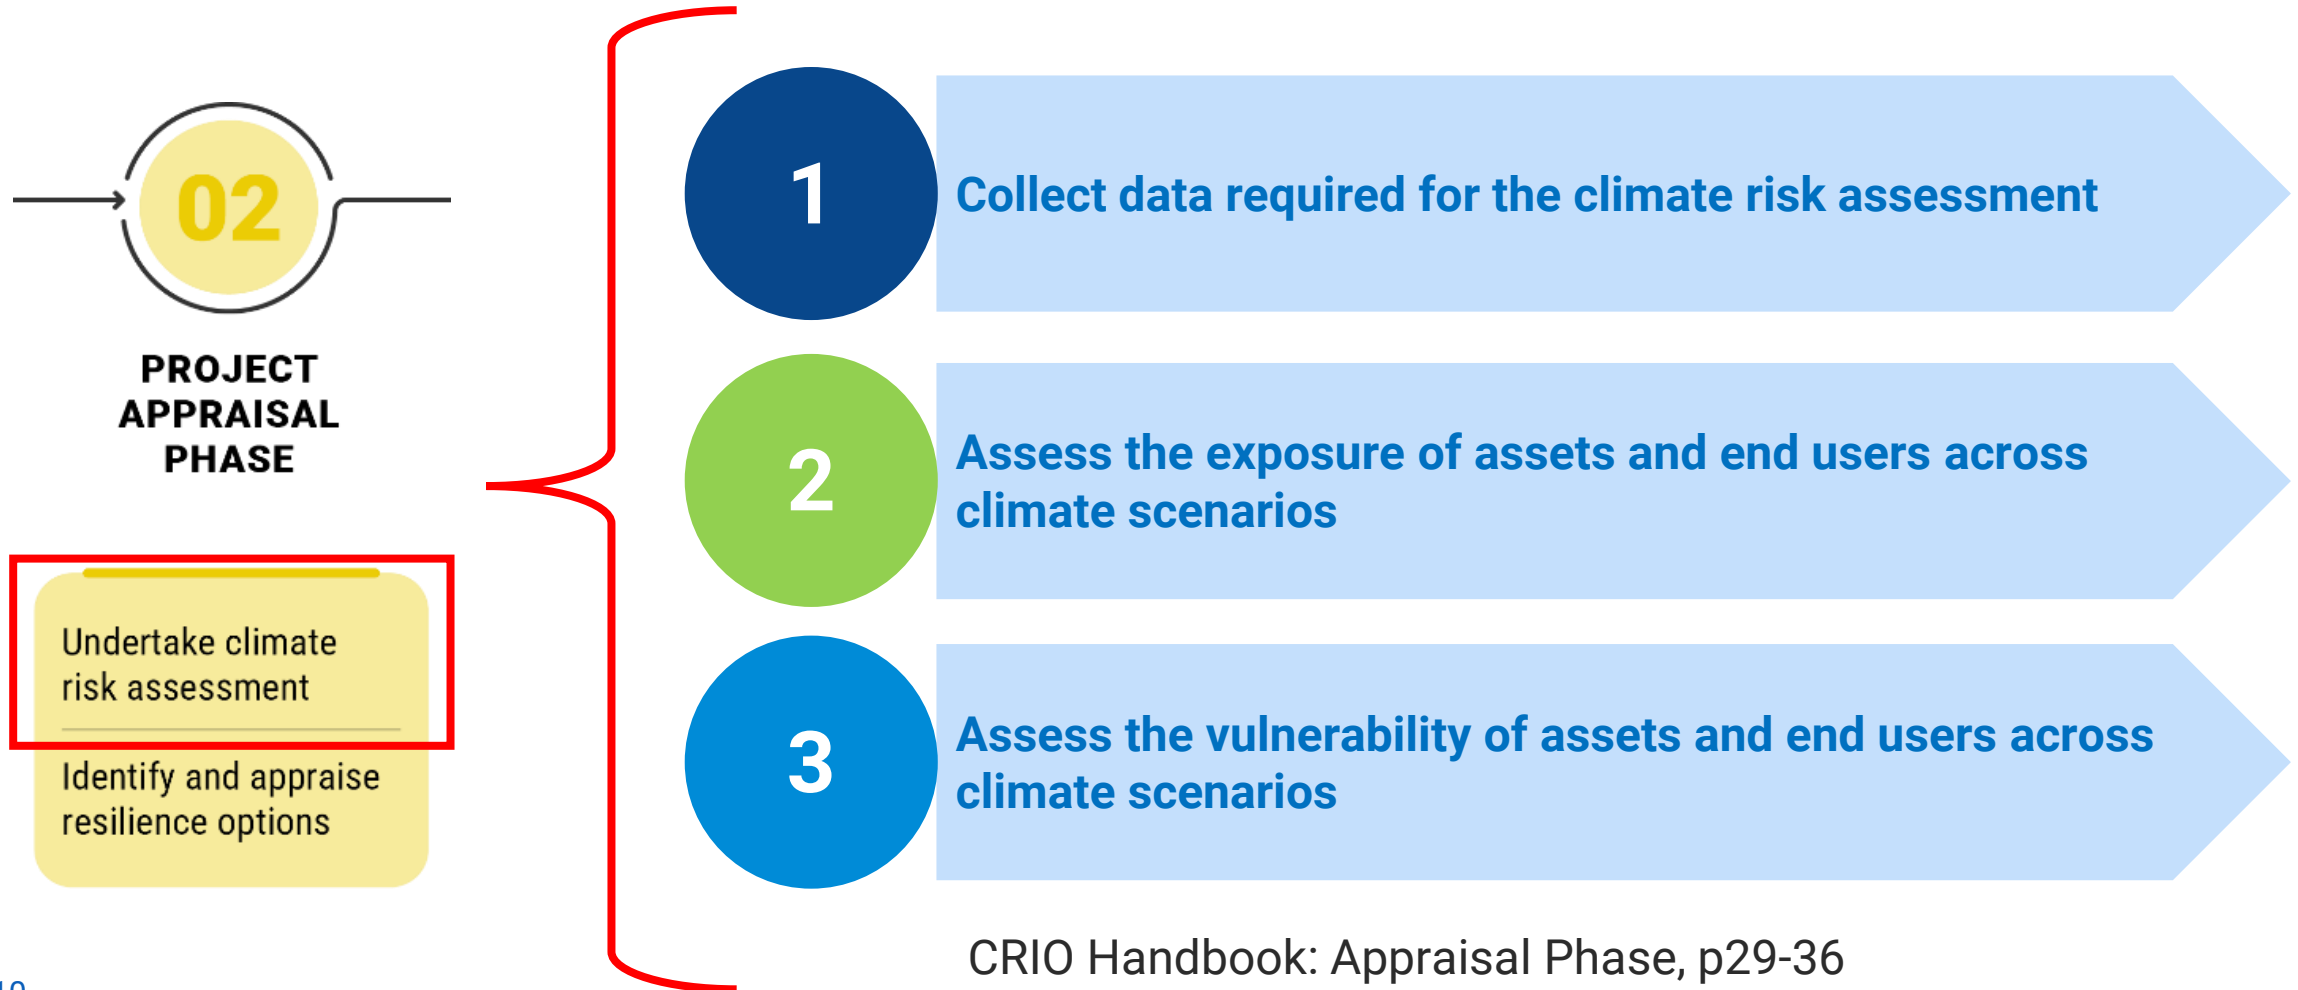 02
PROJECT
APPRAISAL
PHASE
Undertake climate
risk assessment
Identify and appraise
resilience options
1
Collect data required for the climate risk assessment
2
Assess the exposure of assets and end users across
climate scenarios
3
Assess the vulnerability of assets and end users across
climate scenarios
CRIO Handbook: Appraisal Phase, p29-36